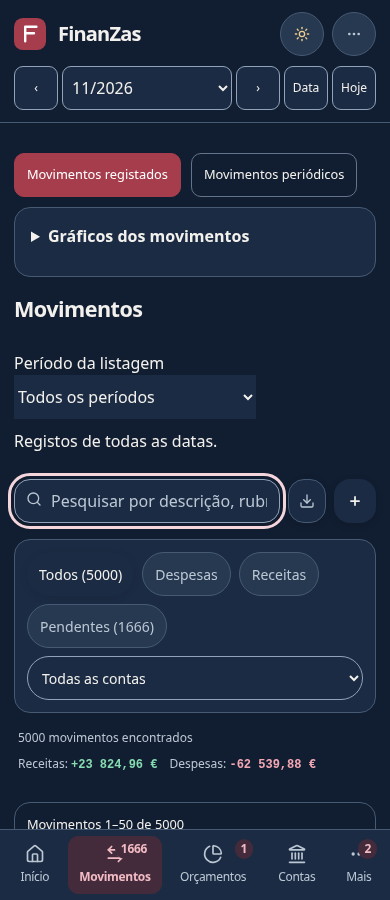 FinanZas
‹ 11/2026 › Data Hoje
Movimentos registados Movimentos periódicos
Gráficos dos movimentos
Movimentos
Período da listagem
Todos os períodos
Registos de todas as datas.
Pesquisar por descrição, rubr
+
Todos (5000) Despesas Receitas
Pendentes (1666)
Todas as contas
5000 movimentos encontrados
Receitas: +23 824,96 € Despesas: -62 539,88 €
Movimentos 1–50 de 5000
1666 1 2
Início Movimentos Orçamentos Contas Mais